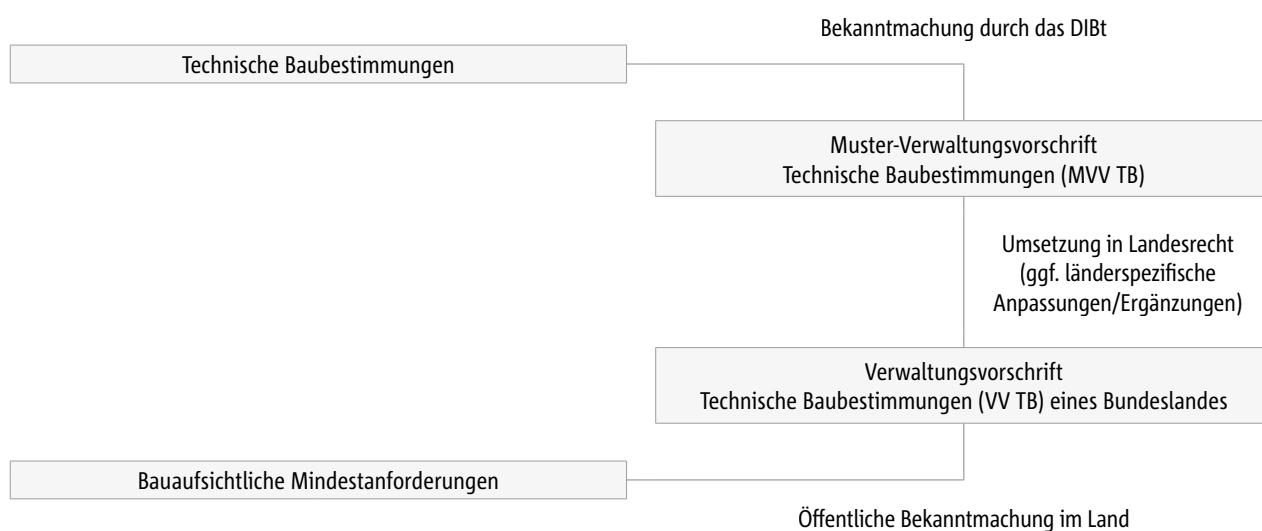 Bekanntmachung durch das DIBt
Technische Baubestimmungen
Muster-Verwaltungsvorschrift
Technische Baubestimmungen (MVV TB)
Umsetzung in Landesrecht
(ggf. länderspezifische
Anpassungen/Ergänzungen)
Verwaltungsvorschrift
Technische Baubestimmungen (VV TB) eines Bundeslandes
Bauaufsichtliche Mindestanforderungen
Öffentliche Bekanntmachung im Land